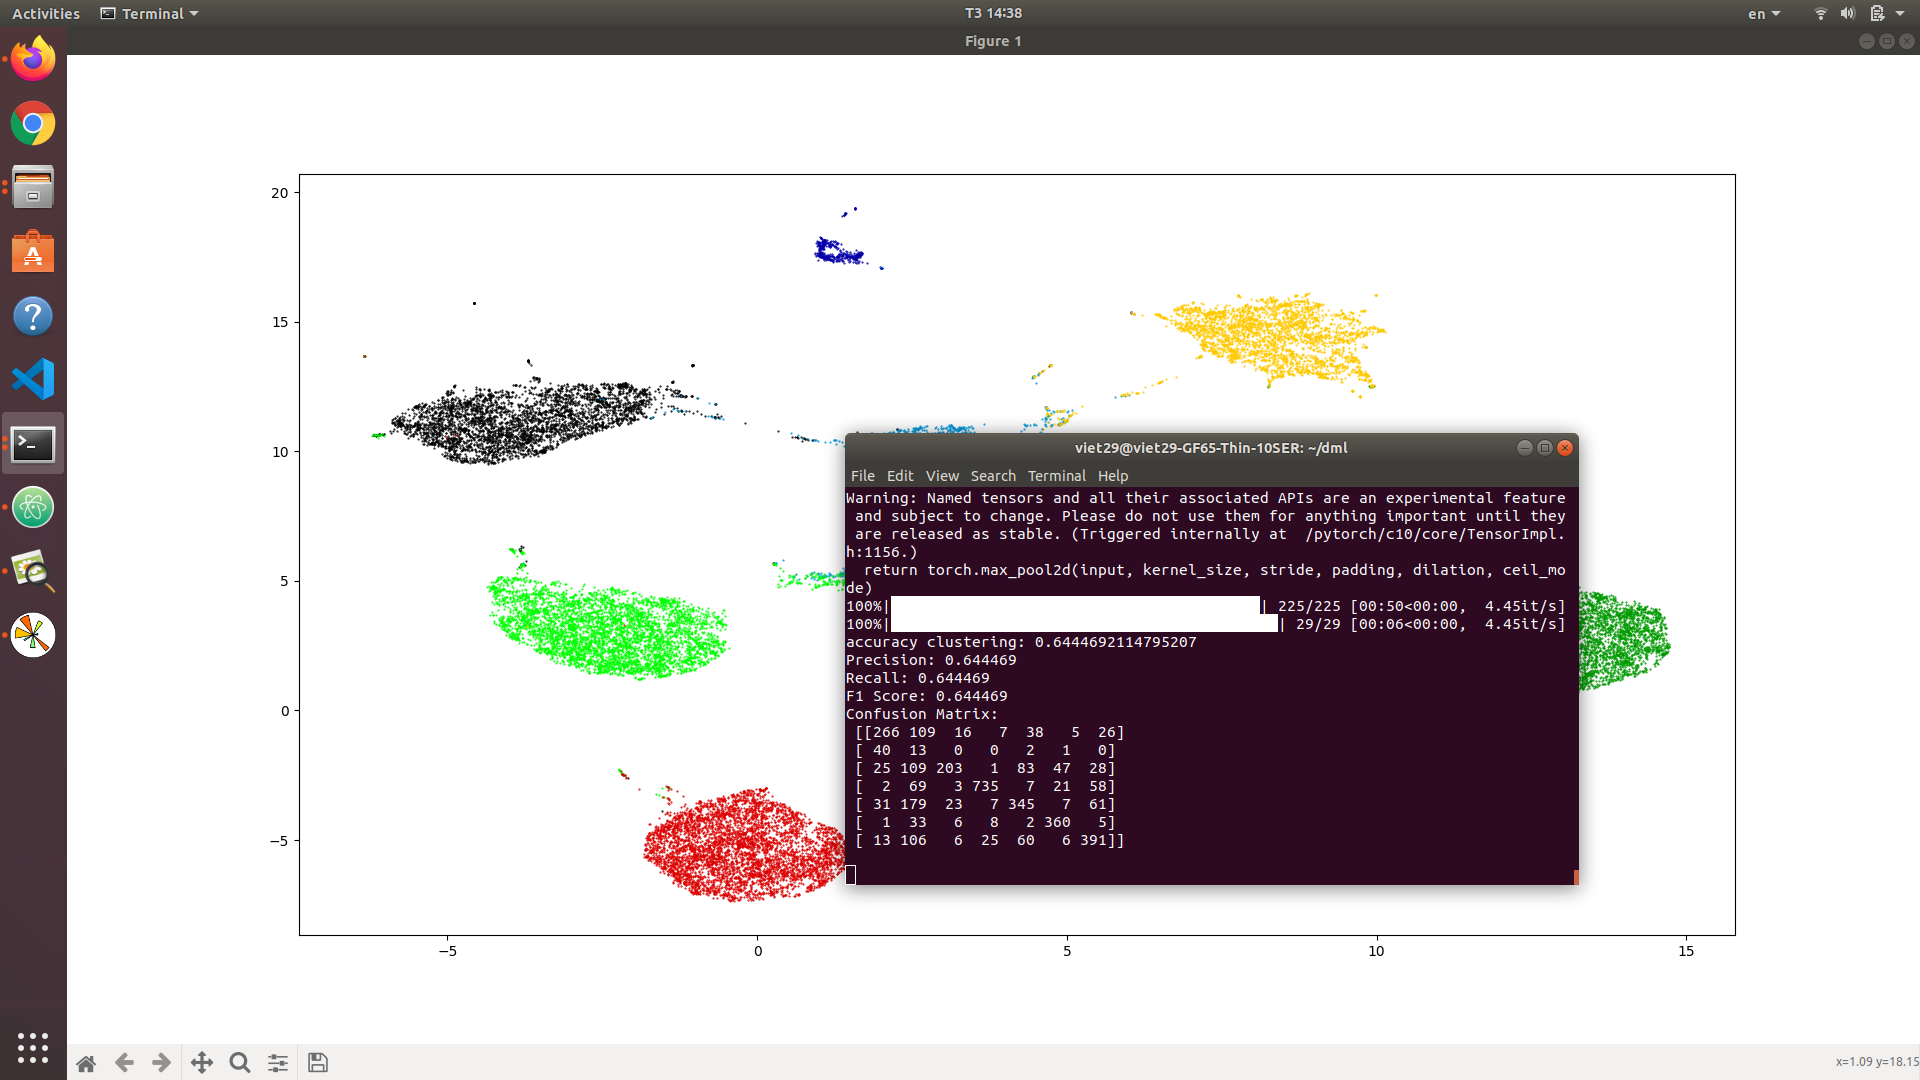 Activities
Terminal
T3 14:38
en
Figure 1
20
15
10
5
0
−5
−5
0
5
10
15
viet29@viet29-GF65-Thin-10SER: ~/dml
File Edit View Search Terminal Help
Warning: Named tensors and all their associated APIs are an experimental feature
and subject to change. Please do not use them for anything important until they
are released as stable. (Triggered internally at  /pytorch/c10/core/TensorImpl.
h:1156.)
return torch.max_pool2d(input, kernel_size, stride, padding, dilation, ceil_mo
de)
100%| | 225/225 [00:50<00:00,  4.45it/s]
100%| | 29/29 [00:06<00:00,  4.45it/s]
accuracy clustering: 0.6444692114795207
Precision: 0.644469
Recall: 0.644469
F1 Score: 0.644469
Confusion Matrix:
[[266 109  16   7  38   5  26]
[ 40  13   0   0   2   1   0]
[ 25 109 203   1  83  47  28]
[  2  69   3 735   7  21  58]
[ 31 179  23   7 345   7  61]
[  1  33   6   8   2 360   5]
[ 13 106   6  25  60   6 391]]
x=1.09 y=18.15